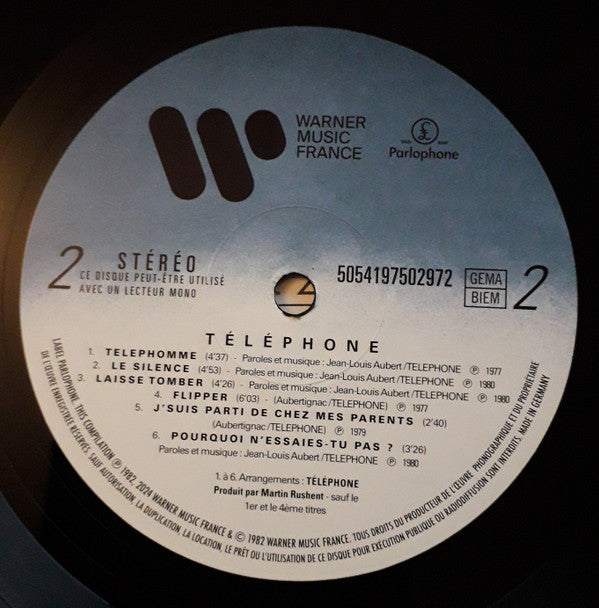 WARNER
MUSIC
FRANCE
£
Parlophone
2 STÉRÉO
CE DISQUE PEUT-ÊTRE UTILISÉ
AVEC UN LECTEUR MONO
5054197502972
GEMA
BIEM
2
TÉLÉPHONE
1. TELEPHOMME (4'37) - Paroles et musique : Jean-Louis Aubert/TELEPHONE Ⓟ 1977
2. LE SILENCE (4'53) - Paroles et musique : Jean-Louis Aubert/TELEPHONE Ⓟ 1980
3. LAISSE TOMBER (4'26) - Paroles et musique : Jean-Louis Aubert/TELEPHONE Ⓟ 1980
4. FLIPPER (6'03) - (Aubertignac/TELEPHONE) Ⓟ 1977
5. J'SUIS PARTI DE CHEZ MES PARENTS (2'40)
(Aubertignac/TELEPHONE) Ⓟ 1979
6. POURQUOI N'ESSAIES-TU PAS ? (3'26)
Paroles et musique : Jean-Louis Aubert/TELEPHONE Ⓟ 1980
1. à 6. Arrangements : TÉLÉPHONE
Produit par Martin Rushent - sauf le
1er et le 4ème titres
LABEL PARLOPHONE. THIS COMPILATION Ⓟ 1982, 2024 WARNER MUSIC FRANCE & © 1982 WARNER MUSIC FRANCE. TOUS DROITS DU PRODUCTEUR DE L'ŒUVRE PHONOGRAPHIQUE ET DU PROPRIÉTAIRE
DE L'ŒUVRE ENREGISTRÉE RÉSERVÉS. SAUF AUTORISATION, LA DUPLICATION, LA LOCATION, LE PRÊT OU L'UTILISATION DE CE DISQUE POUR EXÉCUTION PUBLIQUE OU RADIODIFFUSION SONT INTERDITS. MADE IN GERMANY